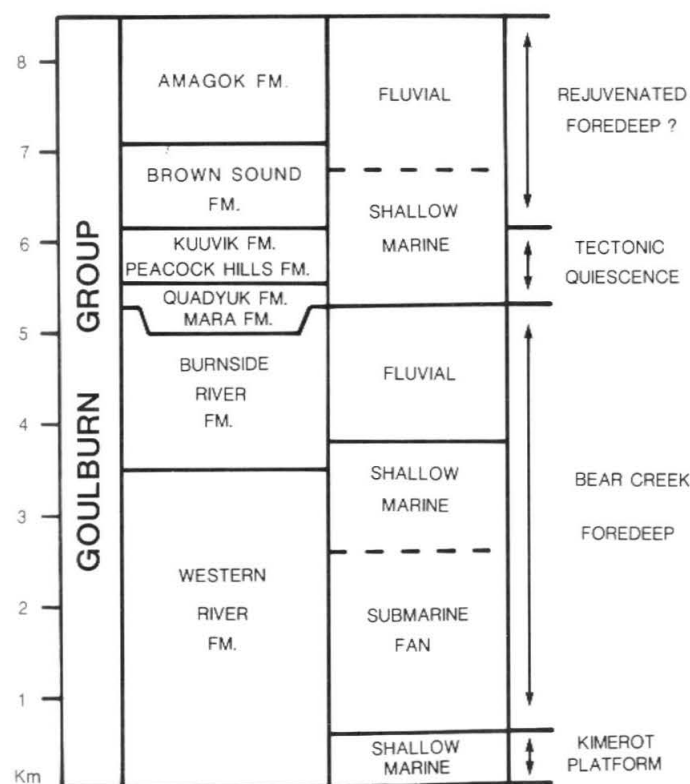 8
7
6
5
4
3
2
1
Km
GOULBURN GROUP
AMAGOK FM.
BROWN SOUND
FM.
KUUVIK FM.
PEACOCK HILLS FM.
QUADYUK FM.
MARA FM.
BURNSIDE
RIVER
FM.
WESTERN
RIVER
FM.
FLUVIAL
SHALLOW
MARINE
FLUVIAL
SHALLOW
MARINE
SUBMARINE
FAN
SHALLOW
MARINE
REJUVENATED
FOREDEEP ?
TECTONIC
QUIESCENCE
BEAR CREEK
FOREDEEP
KIMEROT
PLATFORM